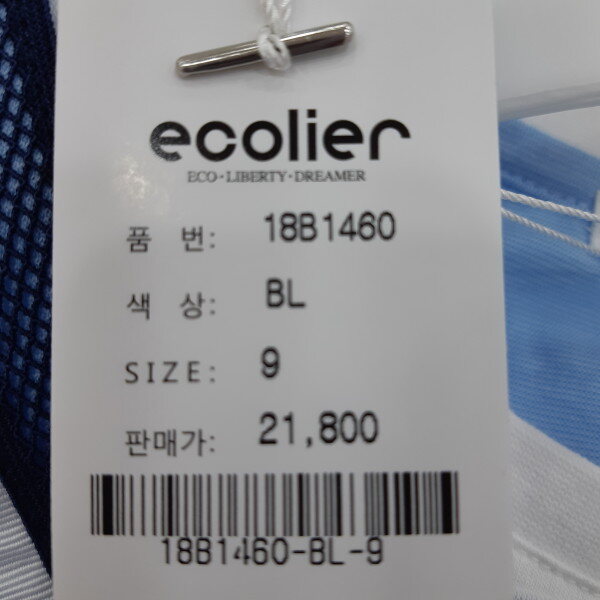 ecolier
ECO·LIBERTY·DREAMER
품 번: 18B1460
색 상: BL
SIZE: 9
판매가: 21,800
18B1460-BL-9